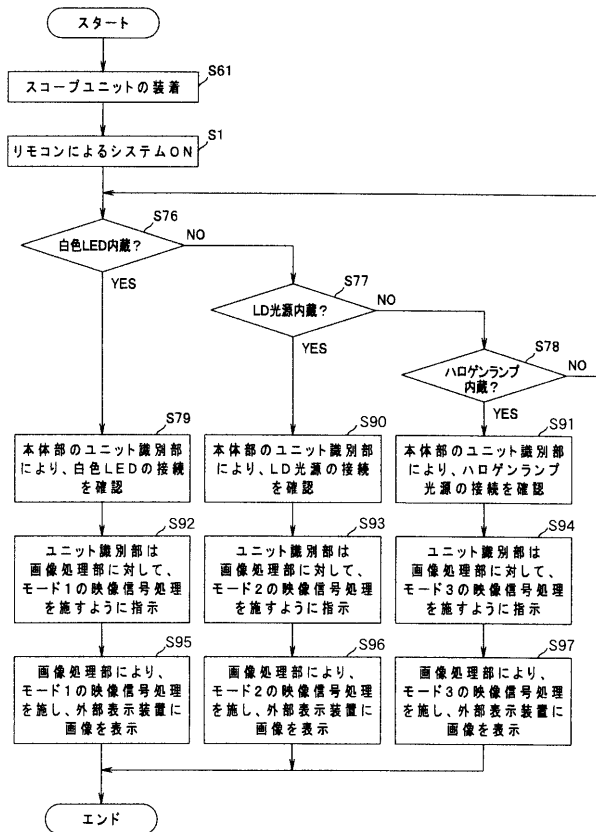 スタート
S61
スコープユニットの装着
S1
リモコンによるシステムON
S76
白色LED内蔵?
NO
YES
S77
LD光源内蔵?
NO
YES
S78
ハロゲンランプ
内蔵?
NO
YES
S79
本体部のユニット識別部
により、白色LEDの接続
を確認
S90
本体部のユニット識別部
により、LD光源の接続
を確認
S91
本体部のユニット識別部
により、ハロゲンランプ
光源の接続を確認
S92
ユニット識別部は
画像処理部に対して、
モード1の映像信号処理
を施すように指示
S93
ユニット識別部は
画像処理部に対して、
モード2の映像信号処理
を施すように指示
S94
ユニット識別部は
画像処理部に対して、
モード3の映像信号処理
を施すように指示
S95
画像処理部により、
モード1の映像信号処理
を施し、外部表示装置に
画像を表示
S96
画像処理部により、
モード2の映像信号処理
を施し、外部表示装置に
画像を表示
S97
画像処理部により、
モード3の映像信号処理
を施し、外部表示装置に
画像を表示
エンド